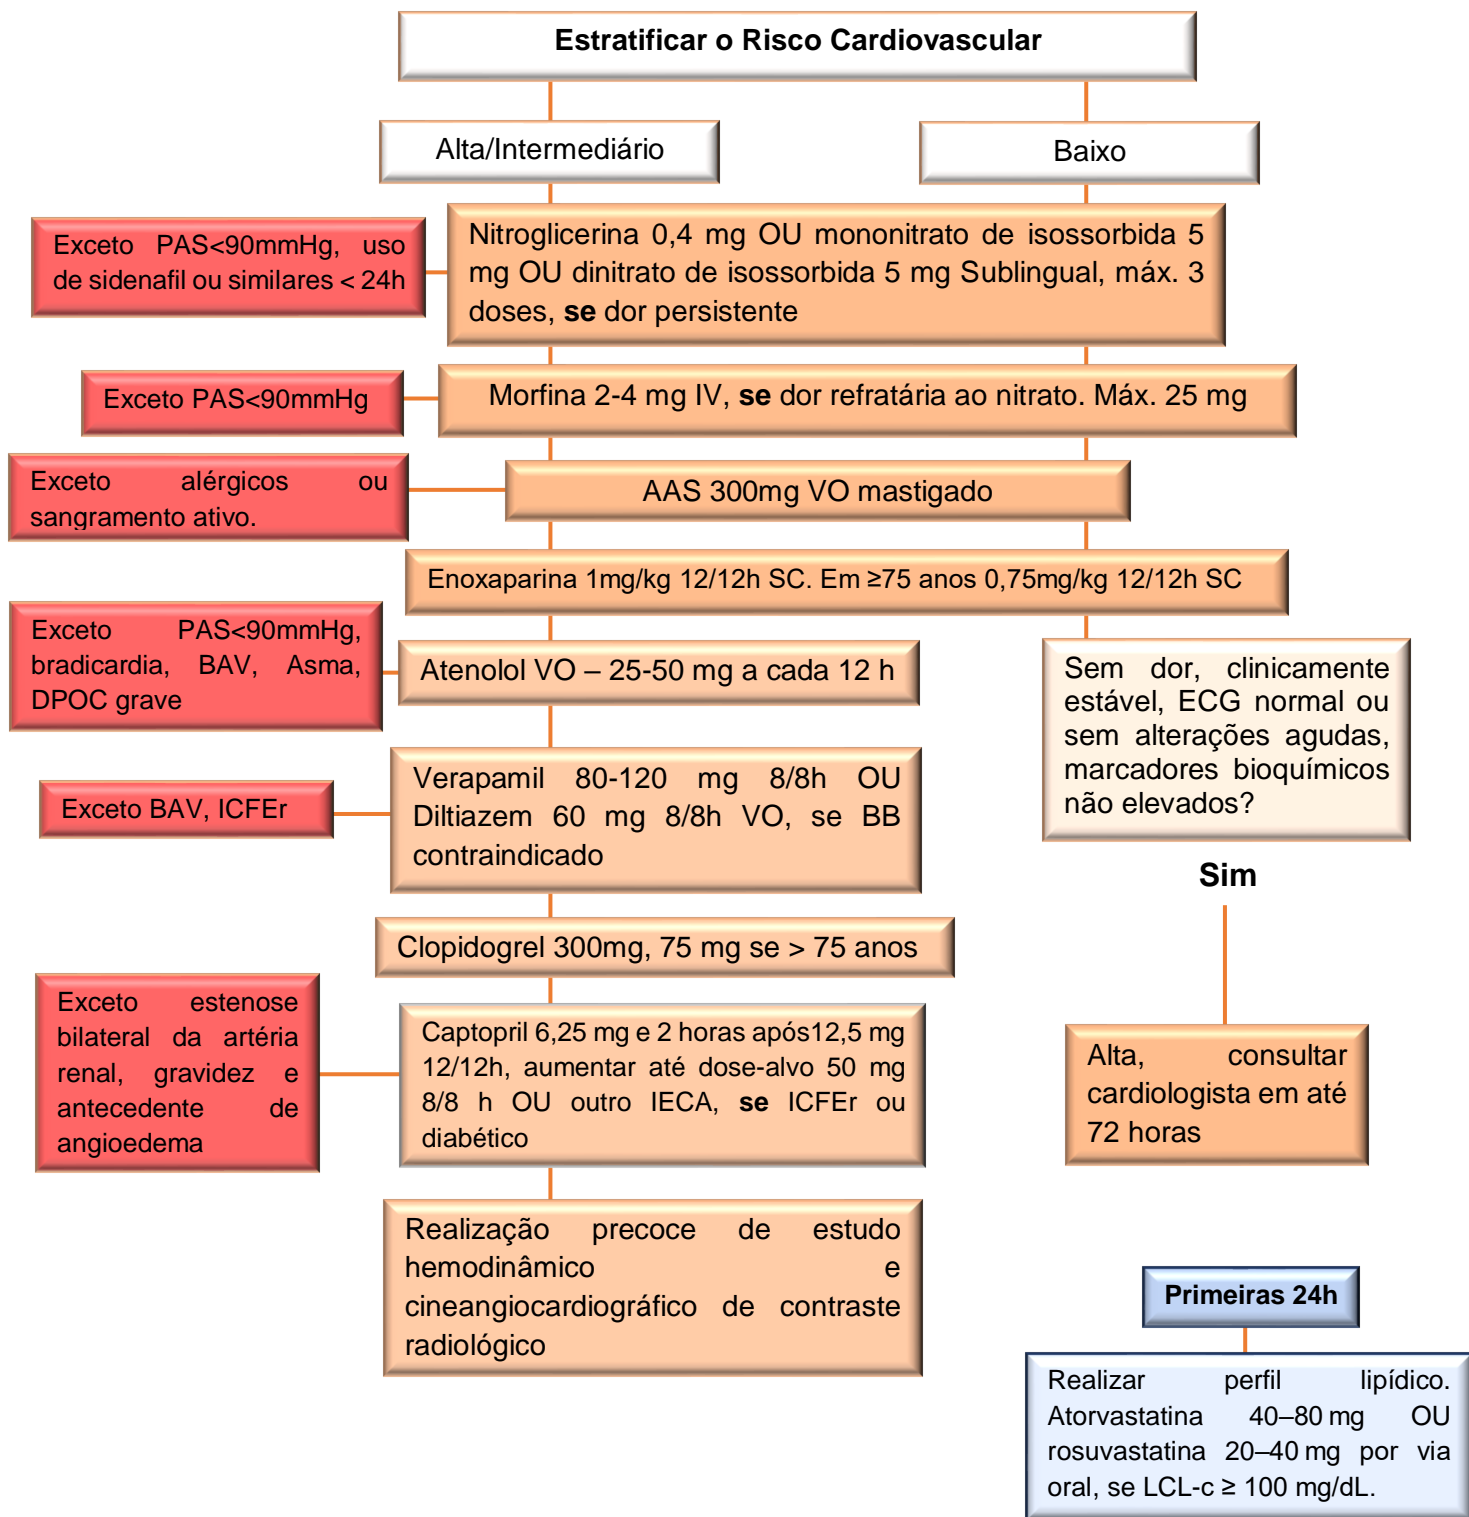 Estratificar o Risco Cardiovascular
Alta/Intermediário
Baixo
Exceto PAS<90mmHg, uso
de sidenafil ou similares < 24h
Nitroglicerina 0,4 mg OU mononitrato de isossorbida 5
mg OU dinitrato de isossorbida 5 mg Sublingual, máx. 3
doses, se dor persistente
Exceto PAS<90mmHg
Morfina 2-4 mg IV, se dor refratária ao nitrato. Máx. 25 mg
Exceto alérgicos ou
sangramento ativo.
AAS 300mg VO mastigado
Enoxaparina 1mg/kg 12/12h SC. Em ≥75 anos 0,75mg/kg 12/12h SC
Exceto PAS<90mmHg,
bradicardia, BAV, Asma,
DPOC grave
Atenolol VO – 25-50 mg a cada 12 h
Sem dor, clinicamente
estável, ECG normal ou
sem alterações agudas,
marcadores bioquímicos
não elevados?
Exceto BAV, ICFEr
Verapamil 80-120 mg 8/8h OU
Diltiazem 60 mg 8/8h VO, se BB
contraindicado
Sim
Clopidogrel 300mg, 75 mg se > 75 anos
Exceto estenose
bilateral da artéria
renal, gravidez e
antecedente de
angioedema
Captopril 6,25 mg e 2 horas após12,5 mg
12/12h, aumentar até dose-alvo 50 mg
8/8 h OU outro IECA, se ICFEr ou
diabético
Alta, consultar
cardiologista em até
72 horas
Realização precoce de estudo
hemodinâmico e
cineangiocardiográfico de contraste
radiológico
Primeiras 24h
Realizar perfil lipídico.
Atorvastatina 40–80 mg OU
rosuvastatina 20–40 mg por via
oral, se LCL-c ≥ 100 mg/dL.